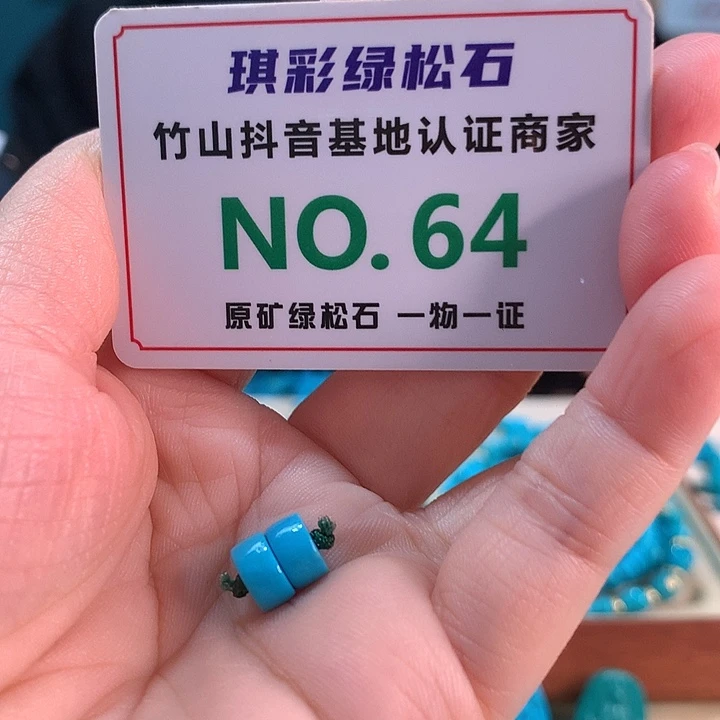 琪彩绿松石
竹山抖音基地认证商家
NO. 64
原矿绿松石 一物一证